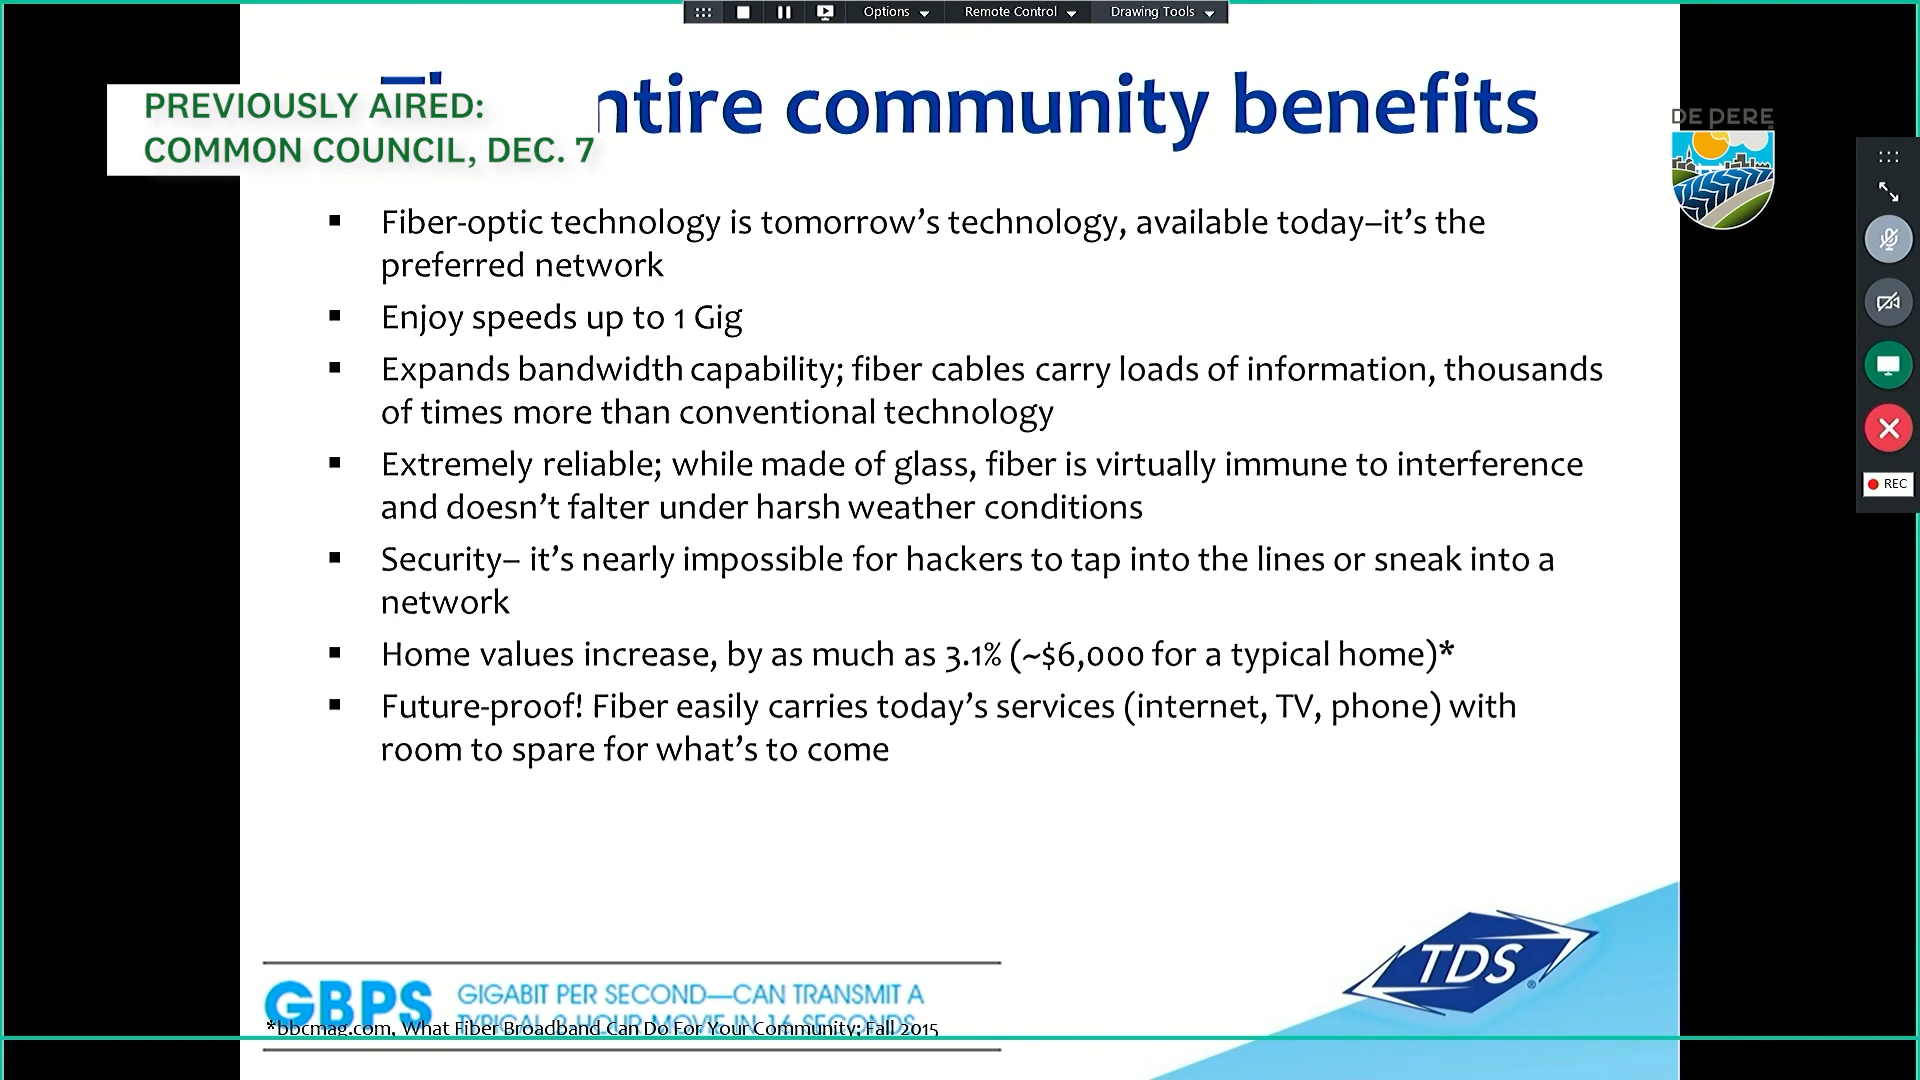 Options
Remote Control
Drawing Tools
PREVIOUSLY AIRED:
COMMON COUNCIL, DEC. 7
ntire community benefits
DE PERE
▪ Fiber-optic technology is tomorrow’s technology, available today–it’s the
preferred network
▪ Enjoy speeds up to 1 Gig
▪ Expands bandwidth capability; fiber cables carry loads of information, thousands
of times more than conventional technology
▪ Extremely reliable; while made of glass, fiber is virtually immune to interference
and doesn’t falter under harsh weather conditions
▪ Security– it’s nearly impossible for hackers to tap into the lines or sneak into a
network
▪ Home values increase, by as much as 3.1% (~$6,000 for a typical home)*
▪ Future-proof! Fiber easily carries today’s services (internet, TV, phone) with
room to spare for what’s to come
REC
TDS®
GBPS GIGABIT PER SECOND—CAN TRANSMIT A
TYPICAL 2-HOUR MOVIE IN 16 SECONDS
*bbcmag.com, What Fiber Broadband Can Do For Your Community; Fall 2015